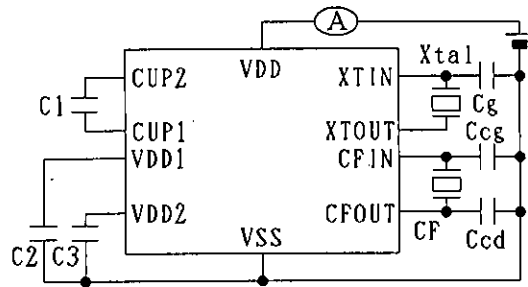 A
Xtal
CUP2
VDD
XTIN
C1
Cg
CUP1
XTOUT
Ccg
VDD1
CFIN
VDD2
CFOUT
C2
C3
VSS
CF
Ccd